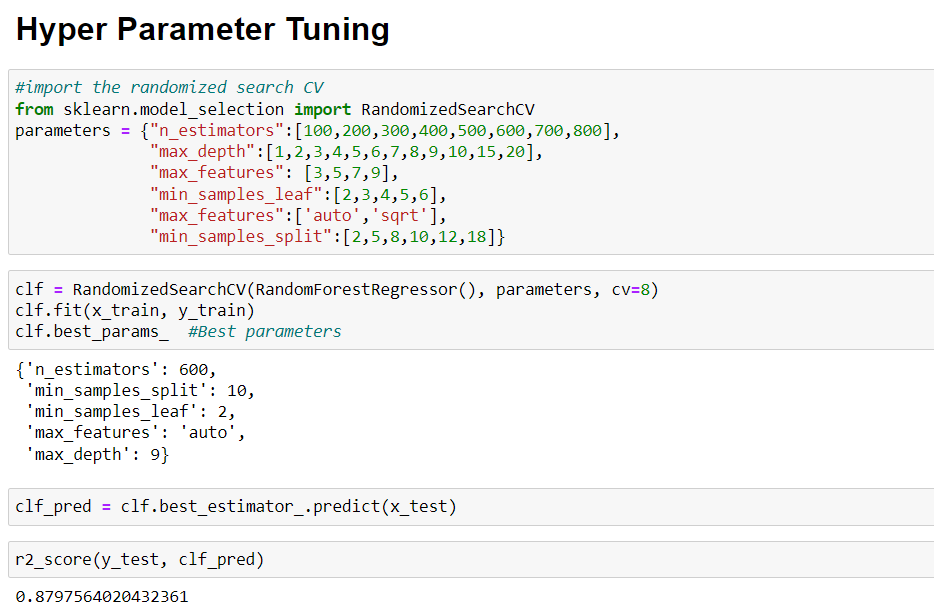 Hyper Parameter Tuning
#import the randomized search CV
from sklearn.model_selection import RandomizedSearchCV
parameters = {"n_estimators":[100,200,300,400,500,600,700,800],
"max_depth":[1,2,3,4,5,6,7,8,9,10,15,20],
"max_features": [3,5,7,9],
"min_samples_leaf":[2,3,4,5,6],
"max_features":['auto','sqrt'],
"min_samples_split":[2,5,8,10,12,18]}
clf = RandomizedSearchCV(RandomForestRegressor(), parameters, cv=8)
clf.fit(x_train, y_train)
clf.best_params_  #Best parameters
{'n_estimators': 600,
'min_samples_split': 10,
'min_samples_leaf': 2,
'max_features': 'auto',
'max_depth': 9}
clf_pred = clf.best_estimator_.predict(x_test)
r2_score(y_test, clf_pred)
0.8797564020432361